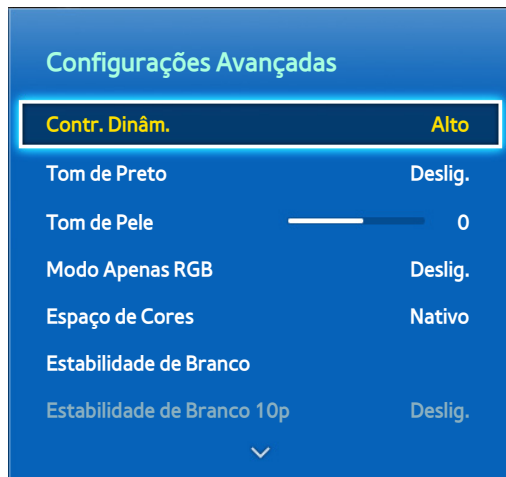 Configurações Avançadas
Contr. Dinâm. Alto
Tom de Preto Deslig.
Tom de Pele 0
Modo Apenas RGB Deslig.
Espaço de Cores Nativo
Estabilidade de Branco
Estabilidade de Branco 10p Deslig.